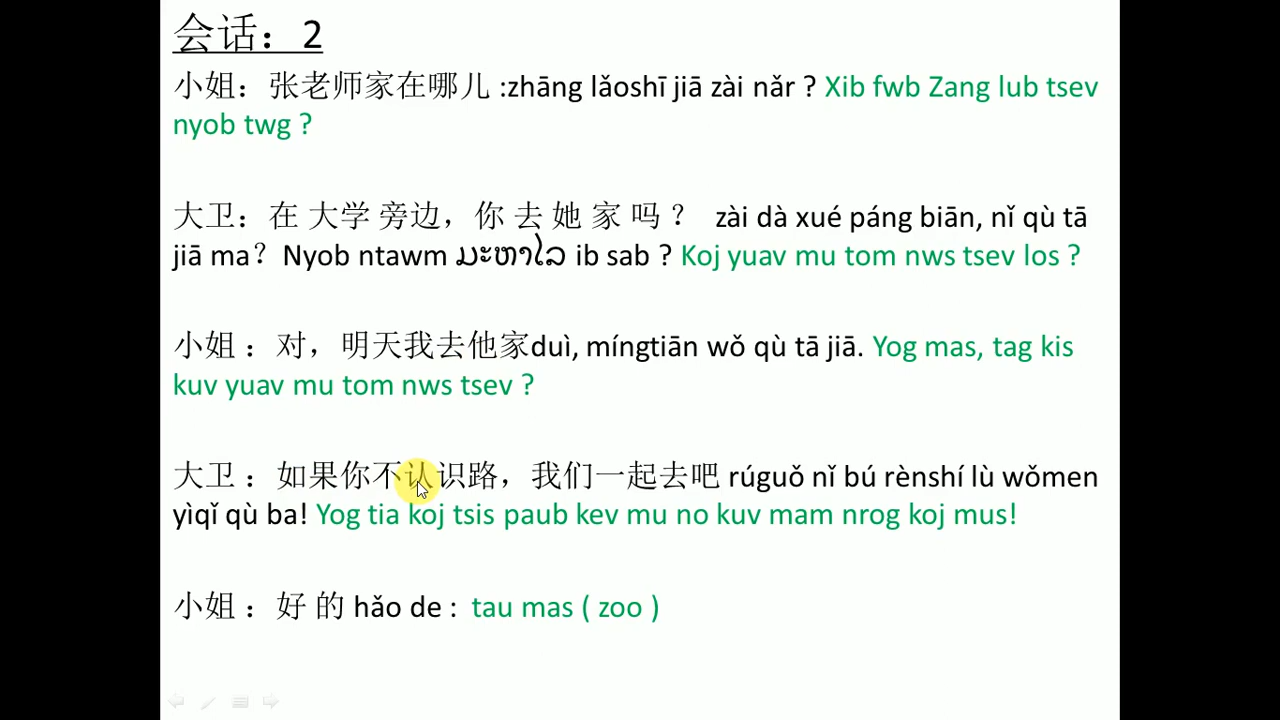 会话：2
小姐：张老师家在哪儿 :zhāng lǎoshī jiā zài nǎr ? Xib fwb Zang lub tsev
nyob twg ?
大卫：在 大学 旁边，你 去 她 家 吗 ？ zài dà xué páng biān, nǐ qù tā
jiā ma？Nyob ntawm ມະຫາໄລ ib sab ? Koj yuav mu tom nws tsev los ?
小姐 ：对，明天我去他家duì, míngtiān wǒ qù tā jiā. Yog mas, tag kis
kuv yuav mu tom nws tsev ?
大卫 ：如果你不认识路，我们一起去吧 rúguǒ nǐ bú rènshí lù wǒmen
yìqǐ qù ba! Yog tia koj tsis paub kev mu no kuv mam nrog koj mus!
小姐 ：好 的 hǎo de : tau mas ( zoo )